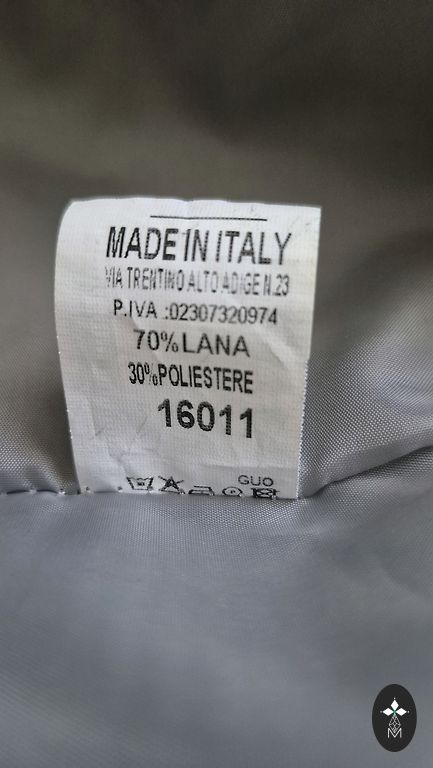 MADE IN ITALY
VIA TRENTINO ALTO ADIGE N.23
P.IVA :02307320974
70%LANA
30%POLIESTERE
16011
GUO
M